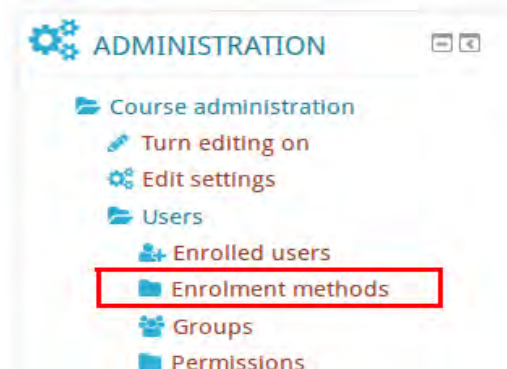 ADMINISTRATION
Course administration
Turn editing on
Edit settings
Users
Enrolled users
Enrolment methods
Groups
Permissions